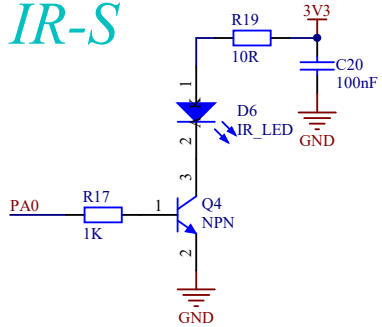 IR-S
R19
3V3
10R
C20
100nF
1
D6
IR_LED
GND
2
3
R17
Q4
PA0
1
NPN
1K
2
GND